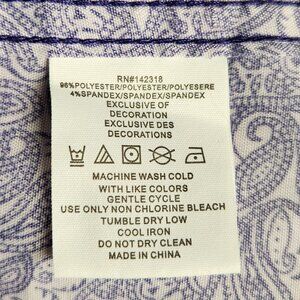 RN#142318
96%POLYESTER/POLYESTER/POLYESERE
4%SPANDEX/SPANDEX/SPANDEX
EXCLUSIVE OF
DECORATION
EXCLUSIVE DES
DECORATIONS
MACHINE WASH COLD
WITH LIKE COLORS
GENTLE CYCLE
USE ONLY NON CHLORINE BLEACH
TUMBLE DRY LOW
COOL IRON
DO NOT DRY CLEAN
MADE IN CHINA